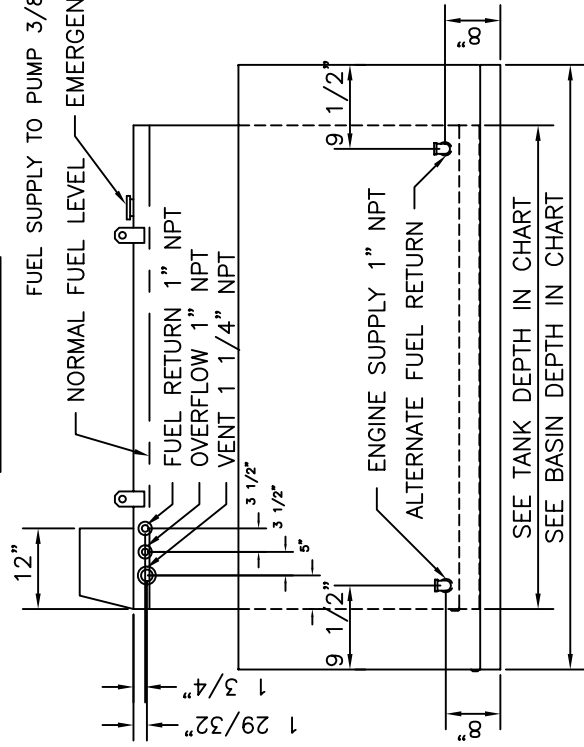 FUEL SUPPLY TO PUMP 3/8
NORMAL FUEL LEVEL
EMERGEN
12"
FUEL RETURN 1" NPT
OVERFLOW 1" NPT
VENT 1 1/4" NPT
3 1/2"
3 1/2"
5"
1 3/4"
1 29/32"
9 1/2"
9 1/2"
ENGINE SUPPLY 1" NPT
ALTERNATE FUEL RETURN
8"
8"
SEE TANK DEPTH IN CHART
SEE BASIN DEPTH IN CHART